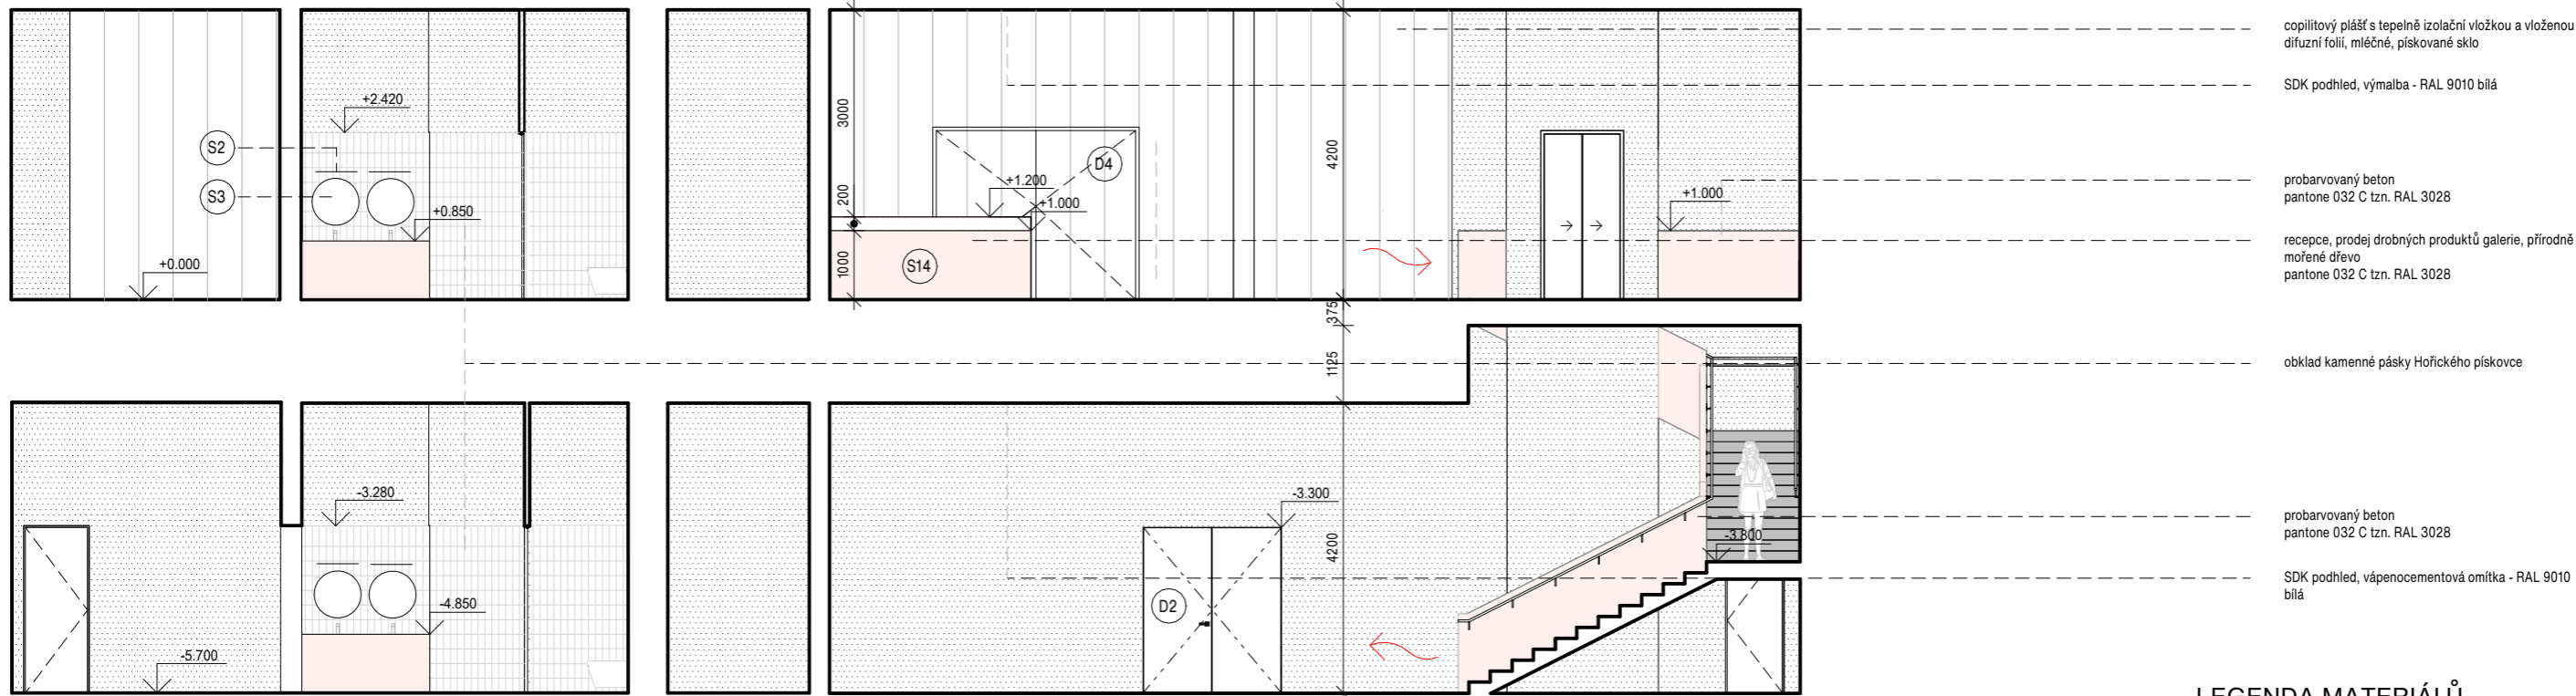 copilitový plášť s tepelně izolační vložkou a vloženou
difuzní folií, mléčné, pískované sklo
SDK podhled, výmalba - RAL 9010 bílá
+2.420
3000
4200
S2
D4
probarvovaný beton
pantone 032 C tzn. RAL 3028
S3
+1.200
200
+1.000
+1.000
+0.850
recepce, prodej drobných produktů galerie, přírodně
mořené dřevo
pantone 032 C tzn. RAL 3028
+0.000
1000
S14
375
1125
obklad kamenné pásky Hořického pískovce
-3.280
-3.300
probarvovaný beton
pantone 032 C tzn. RAL 3028
-3.800
4200
SDK podhled, vápenocementová omítka - RAL 9010
bílá
-4.850
D2
-5.700
LEGENDA MATERIÁLŮ